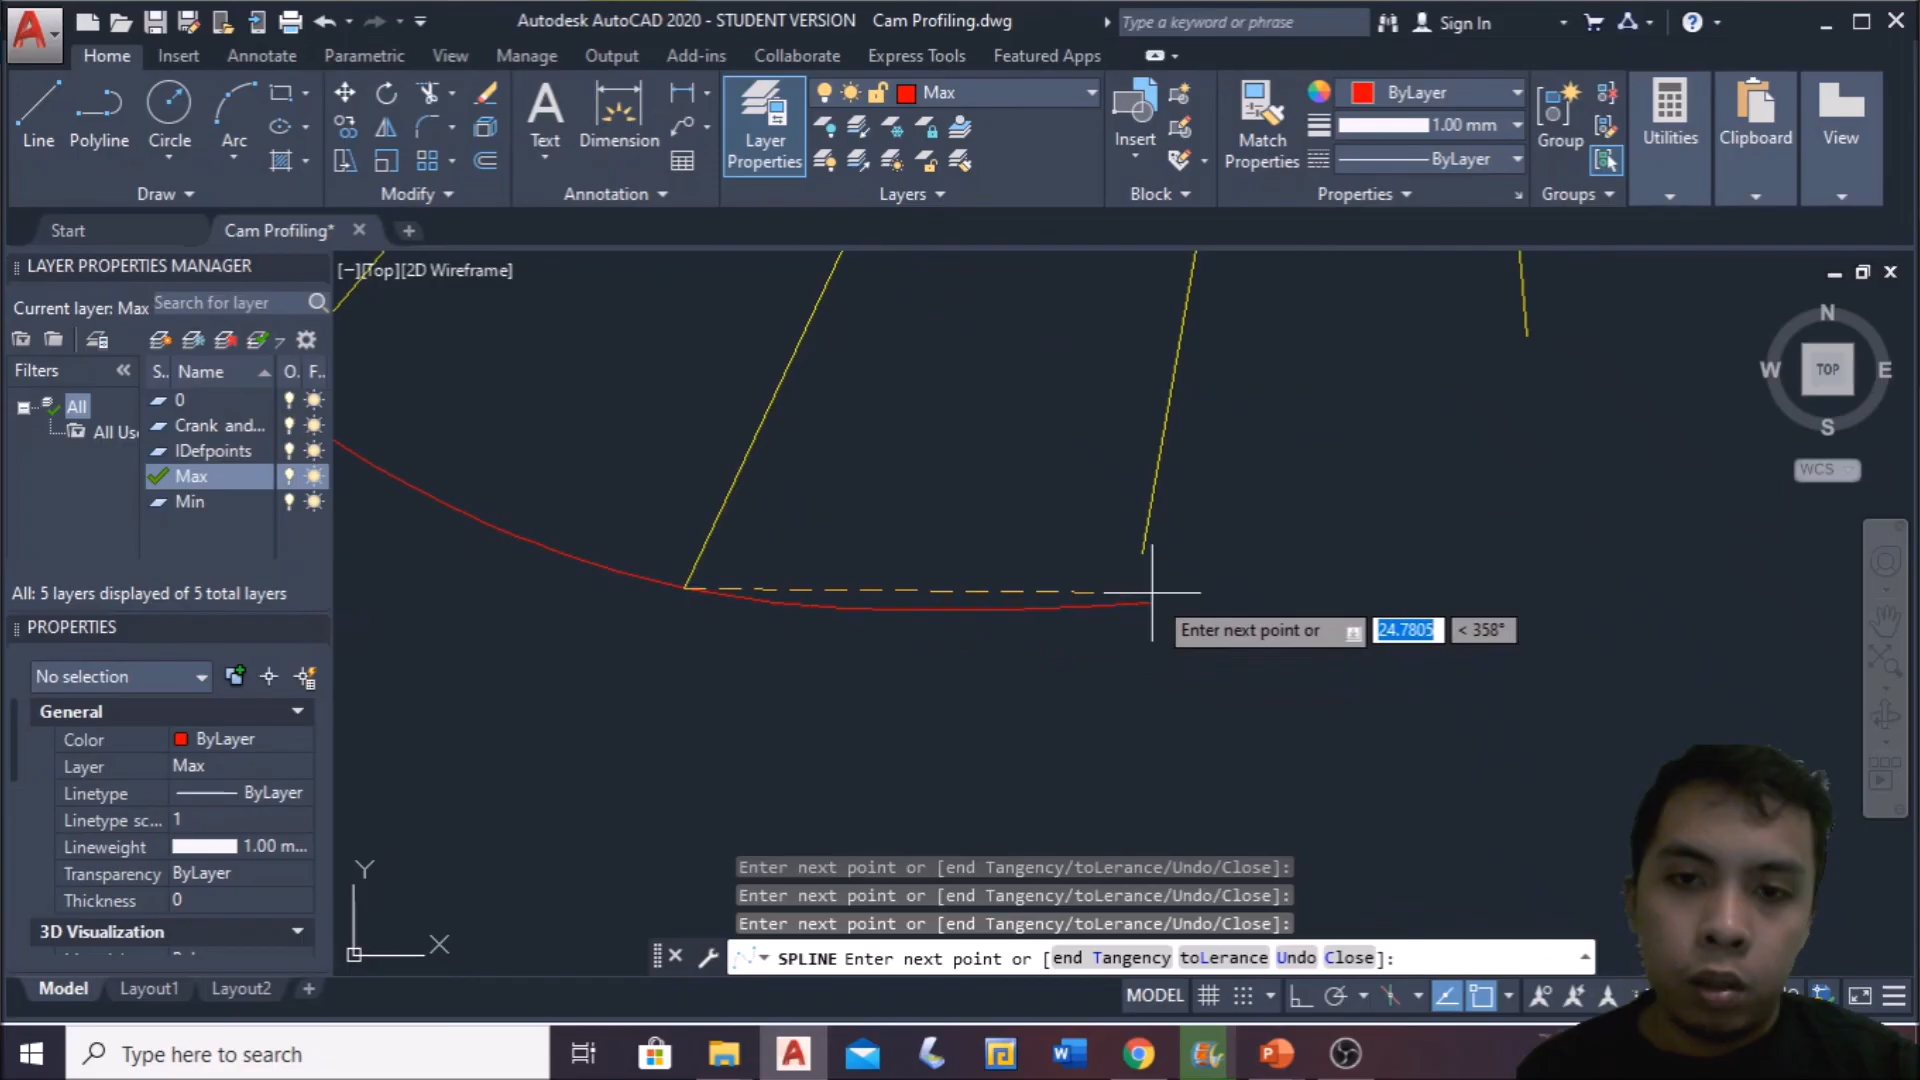 Autodesk AutoCAD 2020 - STUDENT VERSION Cam Profiling.dwg
Type a keyword or phrase
Sign In
Home Insert Annotate Parametric View Manage Output Add-ins Collaborate Express Tools Featured Apps
Line Polyline Circle Arc
Text Dimension
Layer Properties
Max
Insert
Match Properties
ByLayer
1.00 mm
ByLayer
Group
Utilities
Clipboard
View
Draw
Modify
Annotation
Layers
Block
Properties
Groups
Start
Cam Profiling*
LAYER PROPERTIES MANAGER
[−][Top][2D Wireframe]
Current layer: Max
Search for layer
Filters
S.. Name O. F..
All
All Us
0
Crank and...
Defpoints
Max
Min
N
W TOP E
S
WCS
All: 5 layers displayed of 5 total layers
PROPERTIES
No selection
General
Color ByLayer
Layer Max
Linetype ByLayer
Linetype sc... 1
Lineweight 1.00 m...
Transparency ByLayer
Thickness 0
3D Visualization
Enter next point or 24.7805 < 358°
Y
X
Enter next point or [end Tangency/toLerance/Undo/Close]:
Enter next point or [end Tangency/toLerance/Undo/Close]:
Enter next point or [end Tangency/toLerance/Undo/Close]:
SPLINE Enter next point or [end Tangency toLerance Undo Close]:
Model Layout1 Layout2
MODEL
Type here to search